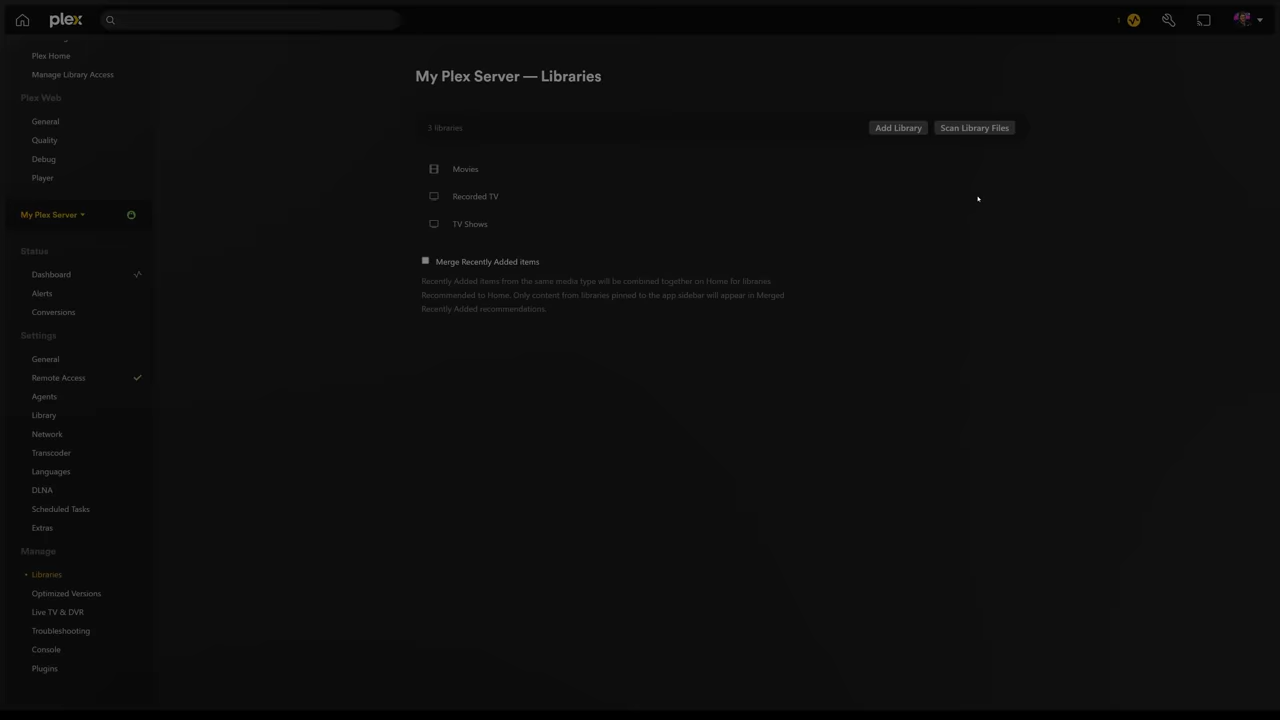 plex
1
Plex Home
Manage Library Access
Plex Web
General
Quality
Debug
Player
My Plex Server
Status
Dashboard
Alerts
Conversions
Settings
General
Remote Access
Agents
Library
Network
Transcoder
Languages
DLNA
Scheduled Tasks
Extras
Manage
Libraries
Optimized Versions
Live TV & DVR
Troubleshooting
Console
Plugins
My Plex Server — Libraries
3 libraries
Add Library
Scan Library Files
Movies
Recorded TV
TV Shows
Merge Recently Added items
Recently Added items from the same media type will be combined together on Home for libraries
Recommended to Home. Only content from libraries pinned to the app sidebar will appear in Merged
Recently Added recommendations.